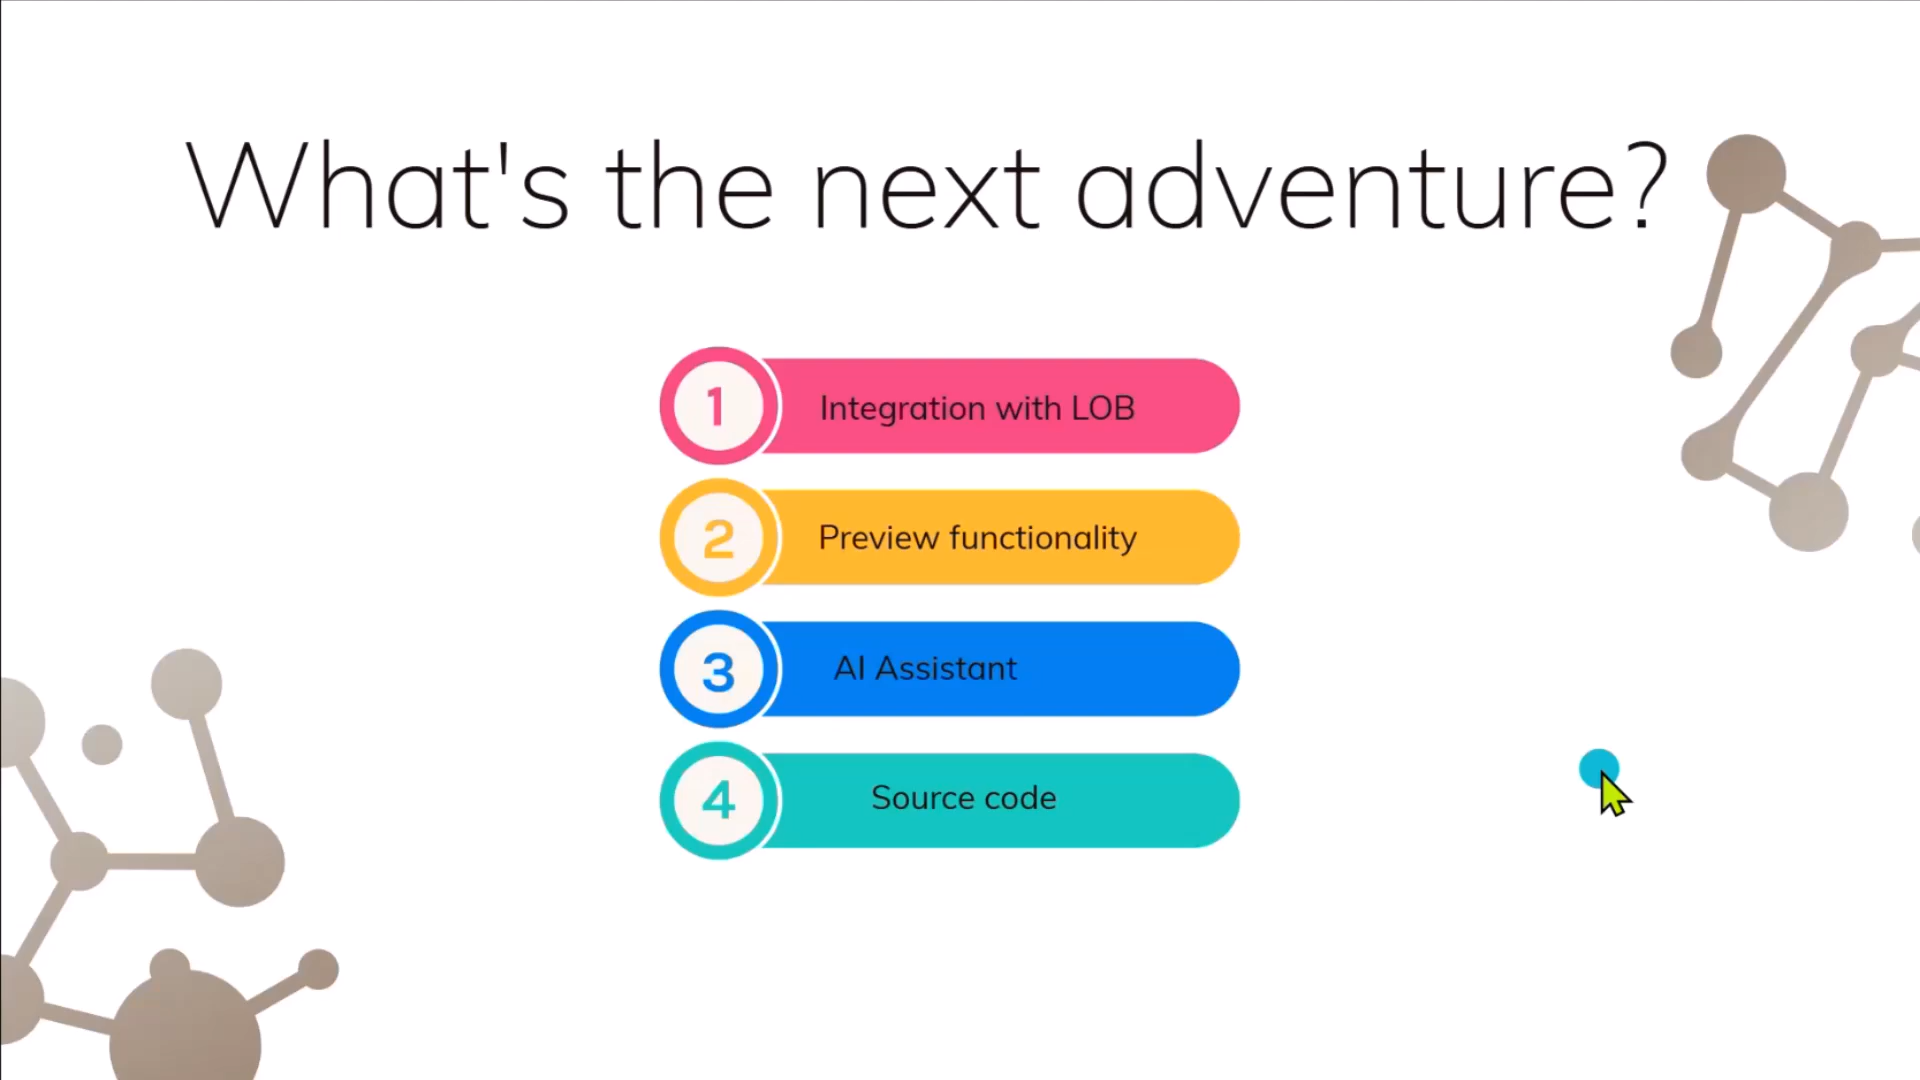 What's the next adventure?
1 Integration with LOB
2 Preview functionality
3 AI Assistant
4 Source code